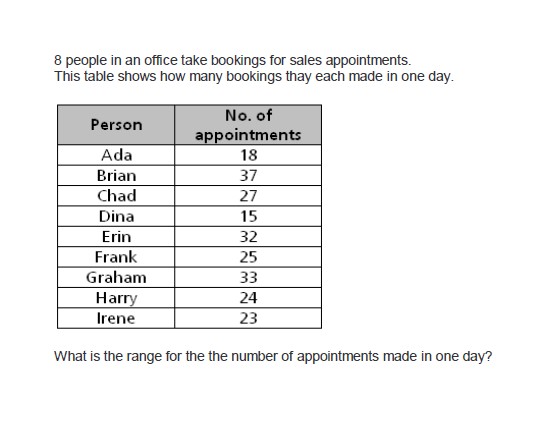 8 people in an office take bookings for sales appointments.
This table shows how many bookings thay each made in one day.
Person No. of appointments
Ada 18
Brian 37
Chad 27
Dina 15
Erin 32
Frank 25
Graham 33
Harry 24
Irene 23
What is the range for the the number of appointments made in one day?